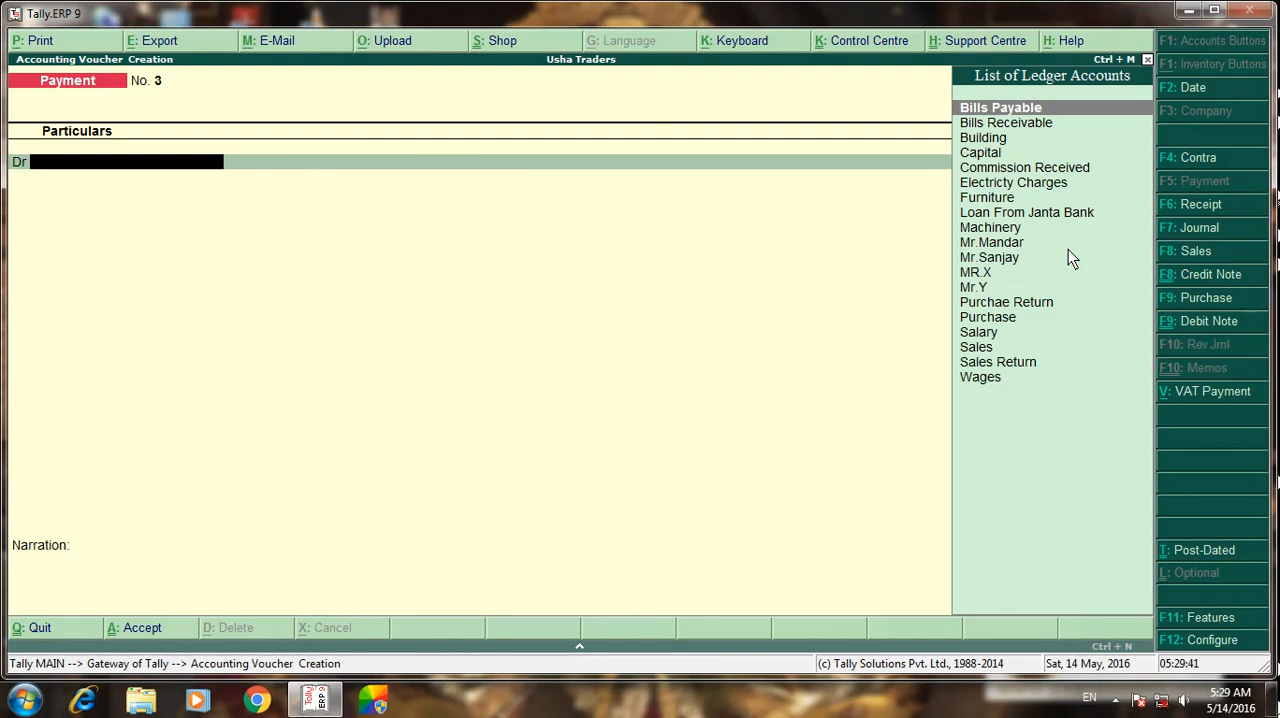 Tally.ERP 9
P: Print
E: Export
M: E-Mail
O: Upload
S: Shop
G: Language
K: Keyboard
K: Control Centre
H: Support Centre
H: Help
F1: Accounts Buttons
Accounting Voucher Creation
Usha Traders
Ctrl + M
F1: Inventory Buttons
Payment No. 3
List of Ledger Accounts
F2: Date
F3: Company
Particulars
Dr
Bills Payable
Bills Receivable
Building
Capital
Commission Received
Electricty Charges
Furniture
Loan From Janta Bank
Machinery
Mr.Mandar
Mr.Sanjay
MR.X
Mr.Y
Purchae Return
Purchase
Salary
Sales
Sales Return
Wages
F4: Contra
F5: Payment
F6: Receipt
F7: Journal
F8: Sales
F8: Credit Note
F9: Purchase
F9: Debit Note
F10: Rev Jrnl
F10: Memos
V: VAT Payment
T: Post-Dated
L: Optional
F11: Features
F12: Configure
Narration:
Q: Quit
A: Accept
D: Delete
X: Cancel
Ctrl + N
Tally MAIN --> Gateway of Tally --> Accounting Voucher Creation
(c) Tally Solutions Pvt. Ltd., 1988-2014
Sat, 14 May, 2016
05:29:41
Tally ERP 9
EN
5:29 AM
5/14/2016